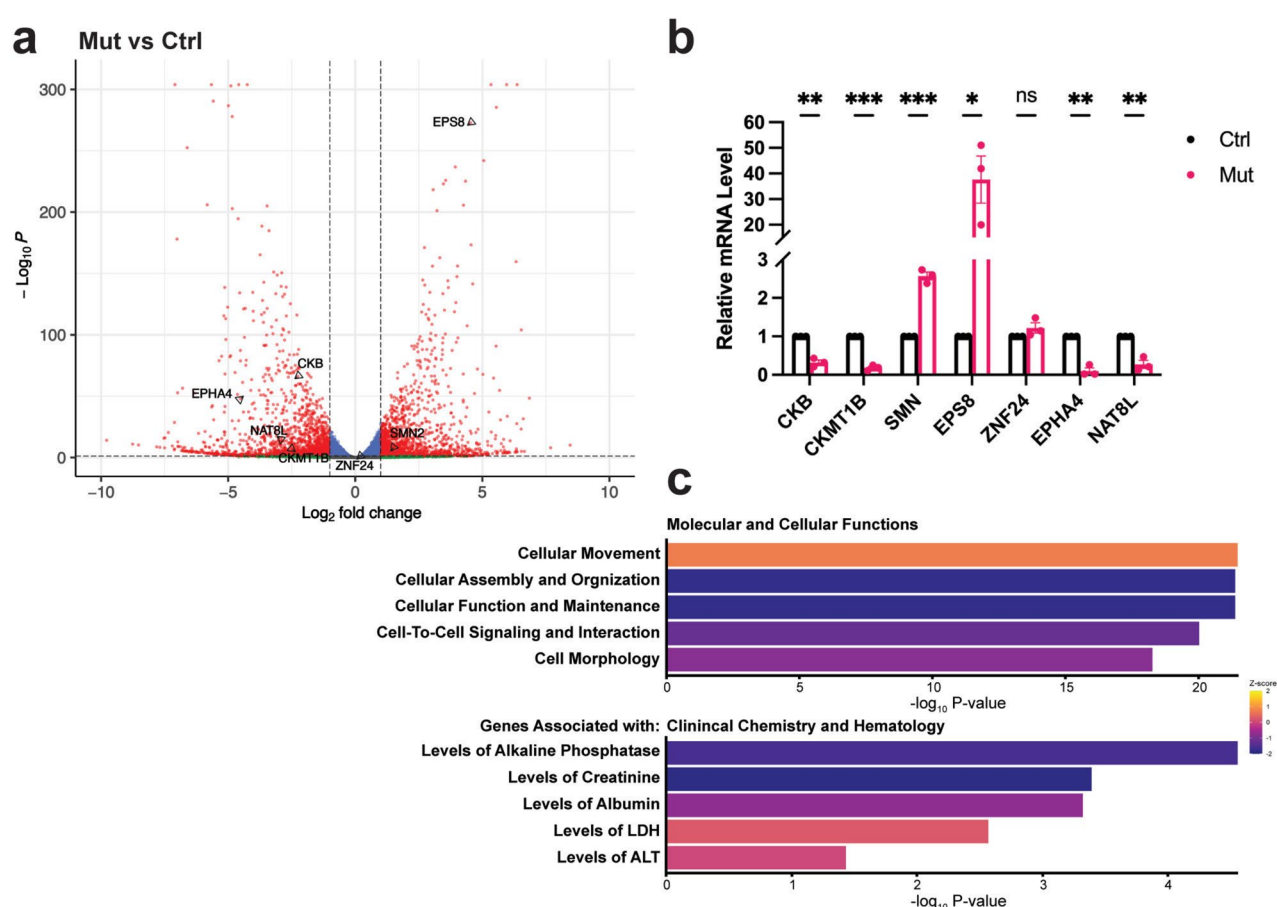 a
Mut vs Ctrl
300
200
100
0
− Log10 P
−10
−5
0
5
10
Log2 fold change
EPS8
CKB
EPHA4
NAT8L
CKMT1B
SMN2
ZNF24
b
** *** *** * ns ** **
60
50
40
30
20
3
2
1
0
Relative mRNA Level
CKB
CKMT1B
SMN
EPS8
ZNF24
EPHA4
NAT8L
Ctrl
Mut
c
Molecular and Cellular Functions
Cellular Movement
Cellular Assembly and Orgnization
Cellular Function and Maintenance
Cell-To-Cell Signaling and Interaction
Cell Morphology
0 5 10 15 20
-log10 P-value
Z-score
2
1
0
-1
-2
Genes Associated with: Clinincal Chemistry and Hematology
Levels of Alkaline Phosphatase
Levels of Creatinine
Levels of Albumin
Levels of LDH
Levels of ALT
0 1 2 3 4
-log10 P-value